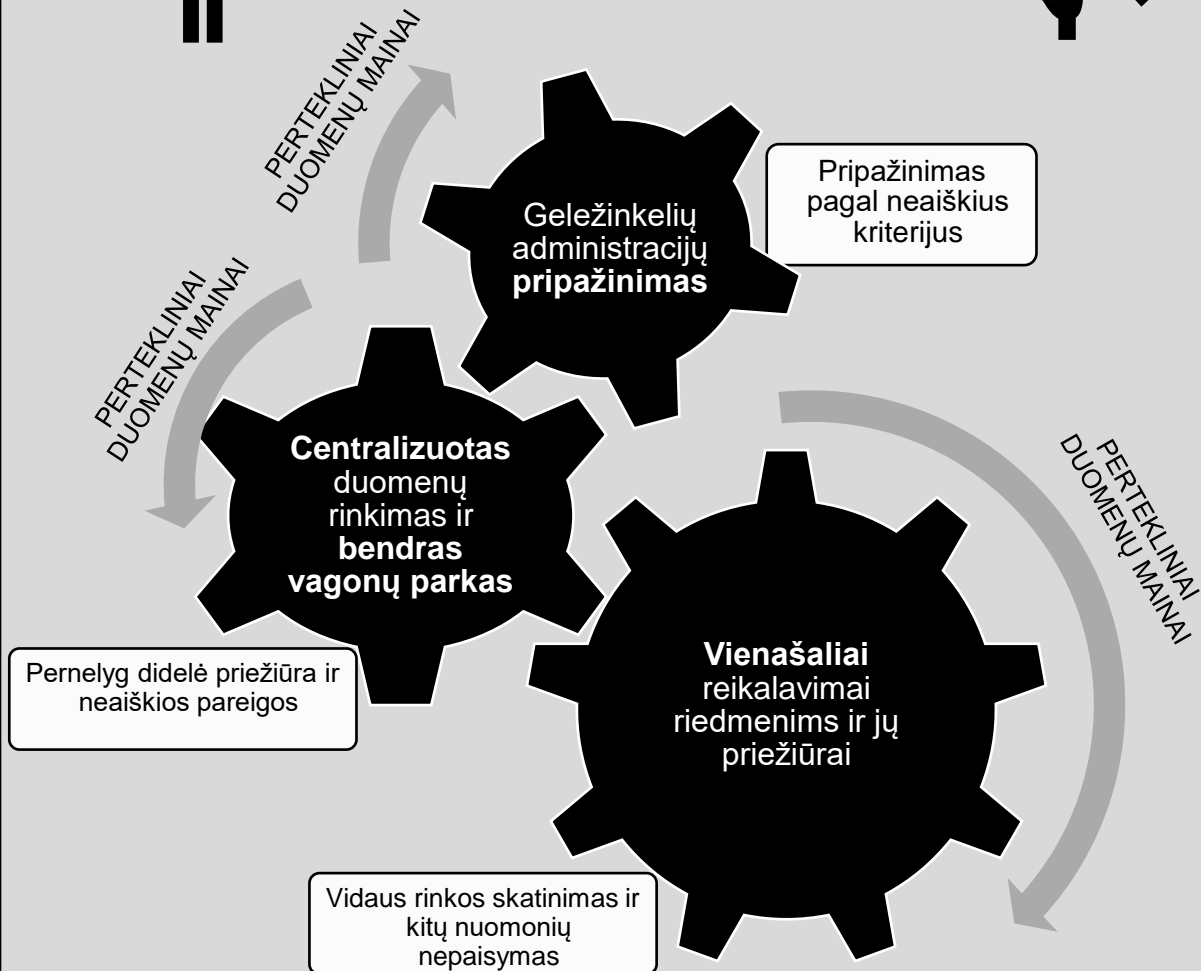 PERTEKLINIAI
DUOMENŲ MAINAI
Geležinkelių
administracijų
pripažinimas
Pripažinimas
pagal neaiškius
kriterijus
PERTEKLINIAI
DUOMENŲ MAINAI
Centralizuotas
duomenų
rinkimas ir
bendras
vagonų parkas
PERTEKLINIAI
DUOMENŲ MAINAI
Pernelyg didelė priežiūra ir
neaiškios pareigos
Vienašaliai
reikalavimai
riedmenims ir jų
priežiūrai
Vidaus rinkos skatinimas ir
kitų nuomonių
nepaisymas